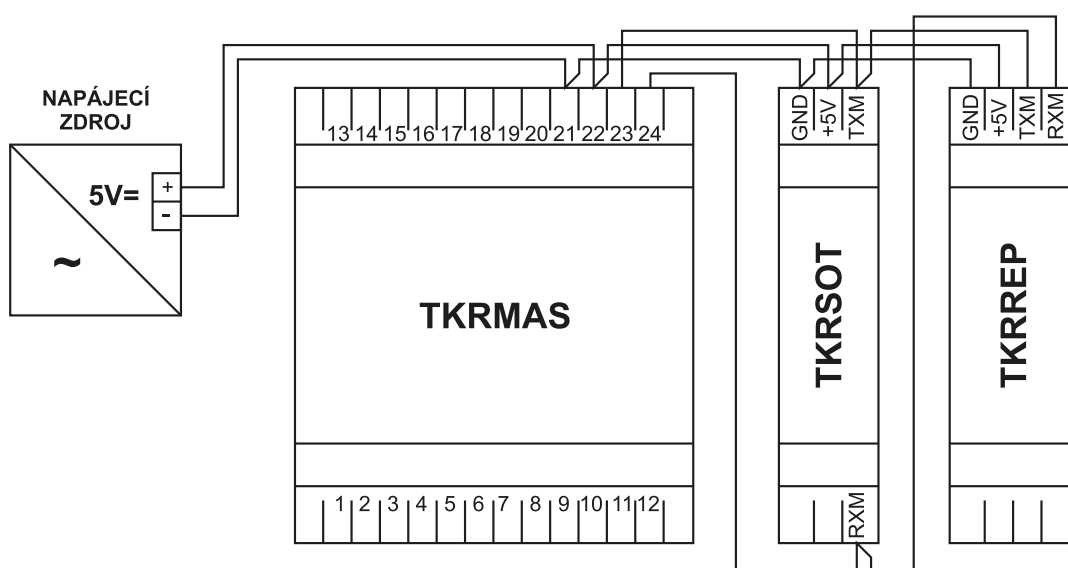 NAPÁJECÍ
ZDROJ
5V=
+
-
~
13 14 15 16 17 18 19 20 21 22 23 24
TKRMAS
1 2 3 4 5 6 7 8 9 10 11 12
GND
+5V
TXM
TKRSOT
RXM
GND
+5V
TXM
RXM
TKRREP